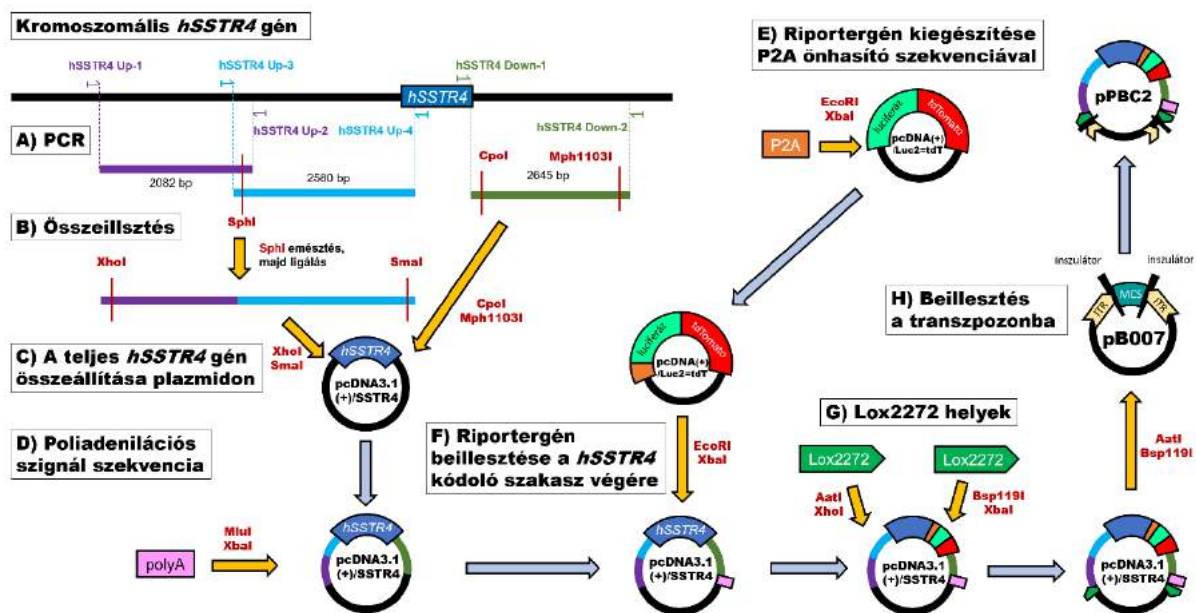 Kromoszomális hSSTR4 gén
hSSTR4 Up-1
hSSTR4 Up-3
hSSTR4 Down-1
hSSTR4
hSSTR4 Up-2
hSSTR4 Up-4
hSSTR4 Down-2
A) PCR
CpoI
Mph1103I
2082 bp
2580 bp
2645 bp
SphI
B) Összeillsztés
SphI emésztés,
majd ligálás
XhoI
SmaI
CpoI
Mph1103I
C) A teljes hSSTR4 gén
összeállítása plazmidon
XhoI
SmaI
hSSTR4
pcDNA3.1
(+)/SSTR4
D) Poliadenilációs
szignál szekvencia
MluI
XbaI
polyA
hSSTR4
pcDNA3.1
(+)/SSTR4
E) Riportergén kiegészítése
P2A önhasító szekvenciával
EcoRI
XbaI
P2A
luciferáz
tdTomato
pcDNA(+)
/Luc2=tdT
luciferáz
tdTomato
pcDNA(+)
/Luc2=tdT
F) Riportergén
beillesztése a hSSTR4
kódoló szakasz végére
EcoRI
XbaI
hSSTR4
pcDNA3.1
(+)/SSTR4
G) Lox2272 helyek
Lox2272
Lox2272
AatI
XhoI
Bsp119I
XbaI
pcDNA3.1
(+)/SSTR4
pcDNA3.1
(+)/SSTR4
AatI
Bsp119I
H) Beillesztés
a transzpozonba
inszulátor
inszulátor
ITR
MCS
ITR
pB007
pPBC2